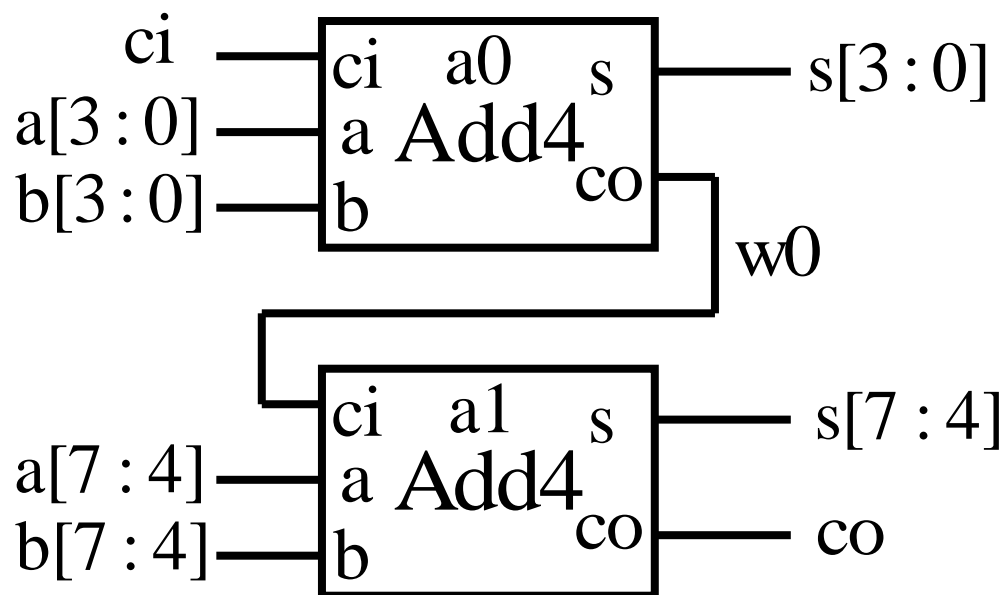 ci
a[3 : 0]
b[3 : 0]
ci
a
b
a0
Add4
s
co
s[3 : 0]
w0
a[7 : 4]
b[7 : 4]
ci
a
b
a1
Add4
s
co
s[7 : 4]
co